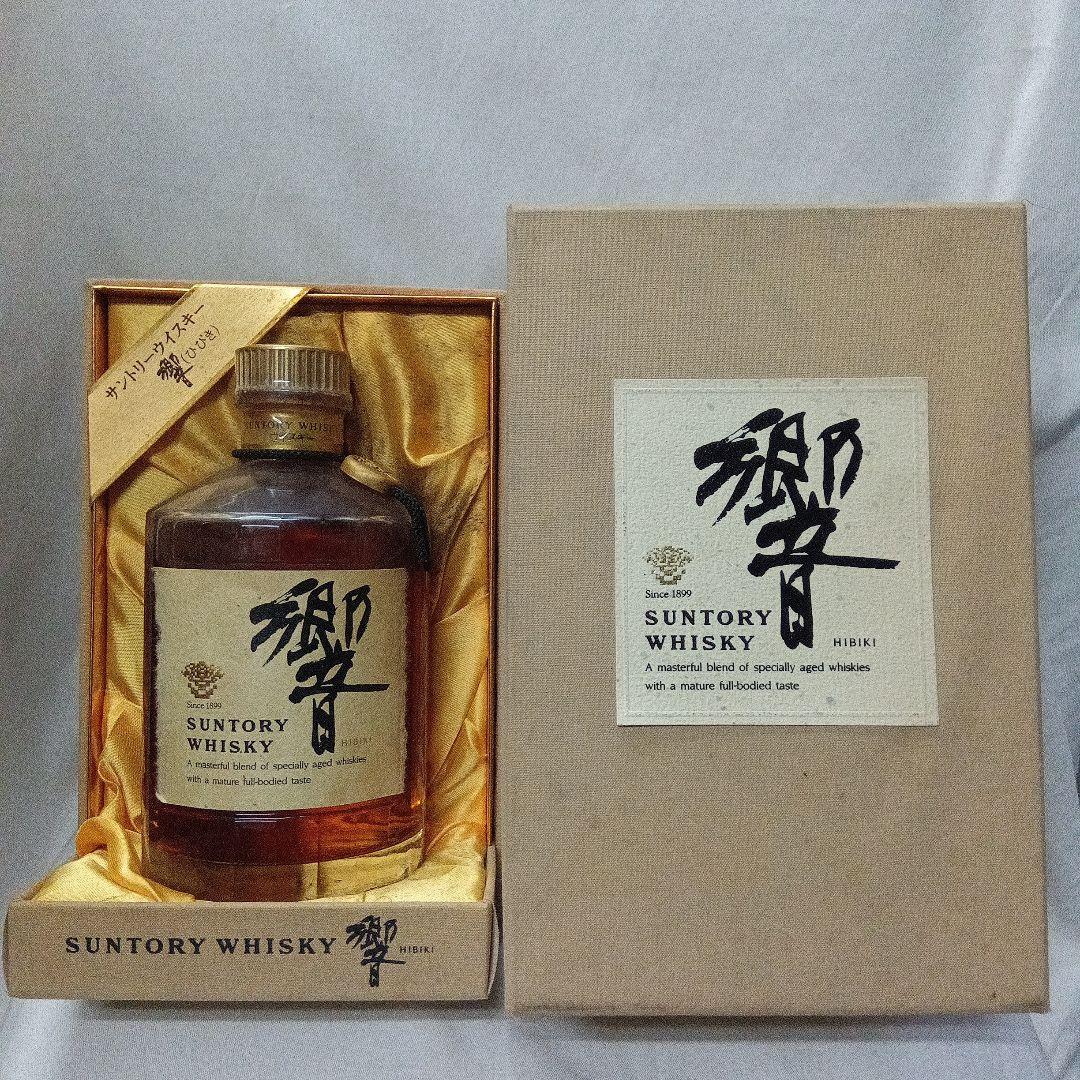 サントリーウイスキー
響(ひびき)
SUNTORY WHISKY
響
Since 1899
SUNTORY
WHISKY
HIBIKI
A masterful blend of specially aged whiskies
with a mature full-bodied taste
SUNTORY WHISKY 響 HIBIKI
響
Since 1899
SUNTORY
WHISKY
HIBIKI
A masterful blend of specially aged whiskies
with a mature full-bodied taste